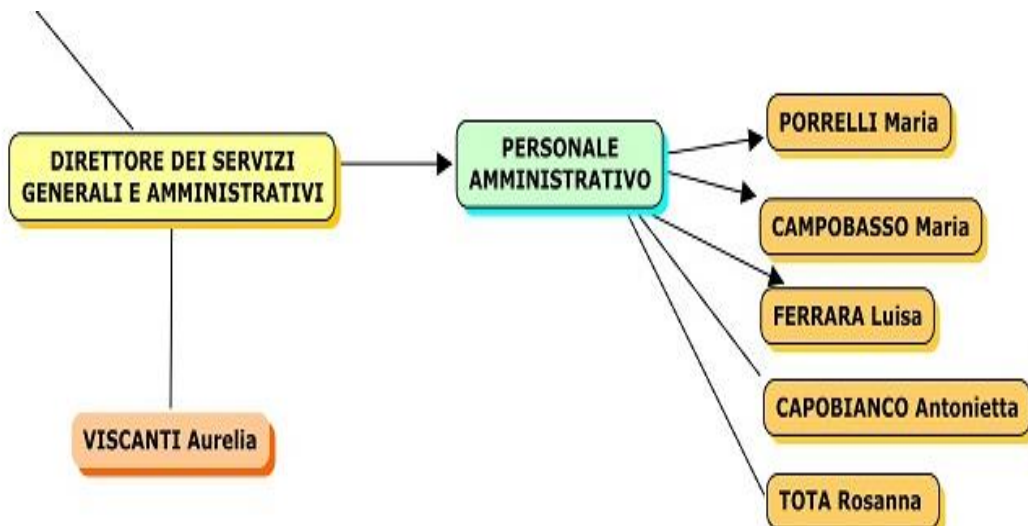 DIRETTORE DEI SERVIZI
GENERALI E AMMINISTRATIVI
VISCANTI Aurelia
PERSONALE
AMMINISTRATIVO
PORRELLI Maria
CAMPOBASSO Maria
FERRARA Luisa
CAPOBIANCO Antonietta
TOTA Rosanna